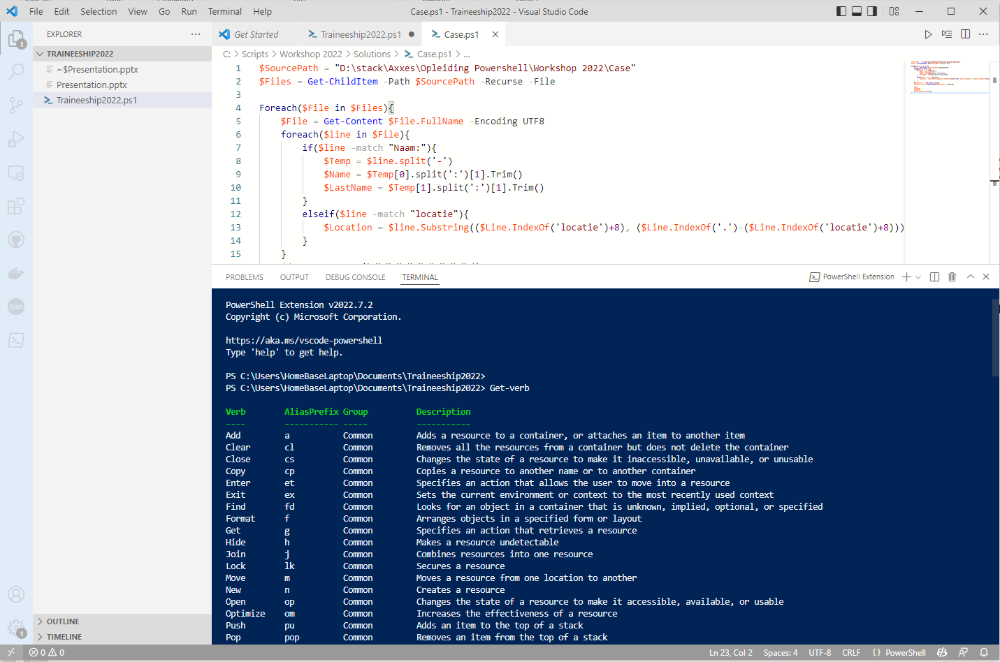 File Edit Selection View Go Run Terminal Help
Case.ps1 - Traineeship2022 - Visual Studio Code
EXPLORER
Get Started
Traineeship2022.ps1
Case.ps1
TRAINEESHIP2022
~$Presentation.pptx
Presentation.pptx
Traineeship2022.ps1
C: > Scripts > Workshop 2022 > Solutions > Case.ps1 > ...
1 $SourcePath = "D:\stack\Axxes\Opleiding Powershell\Workshop 2022\Case"
2 $Files = Get-ChildItem -Path $SourcePath -Recurse -File
3
4 Foreach($File in $Files){
5 $File = Get-Content $File.FullName -Encoding UTF8
6 foreach($line in $File){
7 if($line -match "Naam:"){
8 $Temp = $line.split('-')
9 $Name = $Temp[0].split(':')[1].Trim()
10 $LastName = $Temp[1].split(':')[1].Trim()
11 }
12 elseif($line -match "locatie"){
13 $Location = $line.Substring(($Line.IndexOf('locatie')+8), ($Line.IndexOf('.')-($Line.IndexOf('locatie')+8)))
14 }
15 }
PROBLEMS OUTPUT DEBUG CONSOLE TERMINAL
PowerShell Extension
PowerShell Extension v2022.7.2
Copyright (c) Microsoft Corporation.
https://aka.ms/vscode-powershell
Type 'help' to get help.
PS C:\Users\HomeBaseLaptop\Documents\Traineeship2022>
PS C:\Users\HomeBaseLaptop\Documents\Traineeship2022> Get-verb
Verb AliasPrefix Group Description
---- ----------- ----- -----------
Add a Common Adds a resource to a container, or attaches an item to another item
Clear cl Common Removes all the resources from a container but does not delete the container
Close cs Common Changes the state of a resource to make it inaccessible, unavailable, or unusable
Copy cp Common Copies a resource to another name or to another container
Enter et Common Specifies an action that allows the user to move into a resource
Exit ex Common Sets the current environment or context to the most recently used context
Find fd Common Looks for an object in a container that is unknown, implied, optional, or specified
Format f Common Arranges objects in a specified form or layout
Get g Common Specifies an action that retrieves a resource
Hide h Common Makes a resource undetectable
Join j Common Combines resources into one resource
Lock lk Common Secures a resource
Move m Common Moves a resource from one location to another
New n Common Creates a resource
Open op Common Changes the state of a resource to make it accessible, available, or usable
Optimize om Common Increases the effectiveness of a resource
Push pu Common Adds an item to the top of a stack
Pop pop Common Removes an item from the top of a stack
OUTLINE
TIMELINE
0 0
Ln 23, Col 2 Spaces: 4 UTF-8 CRLF {} PowerShell